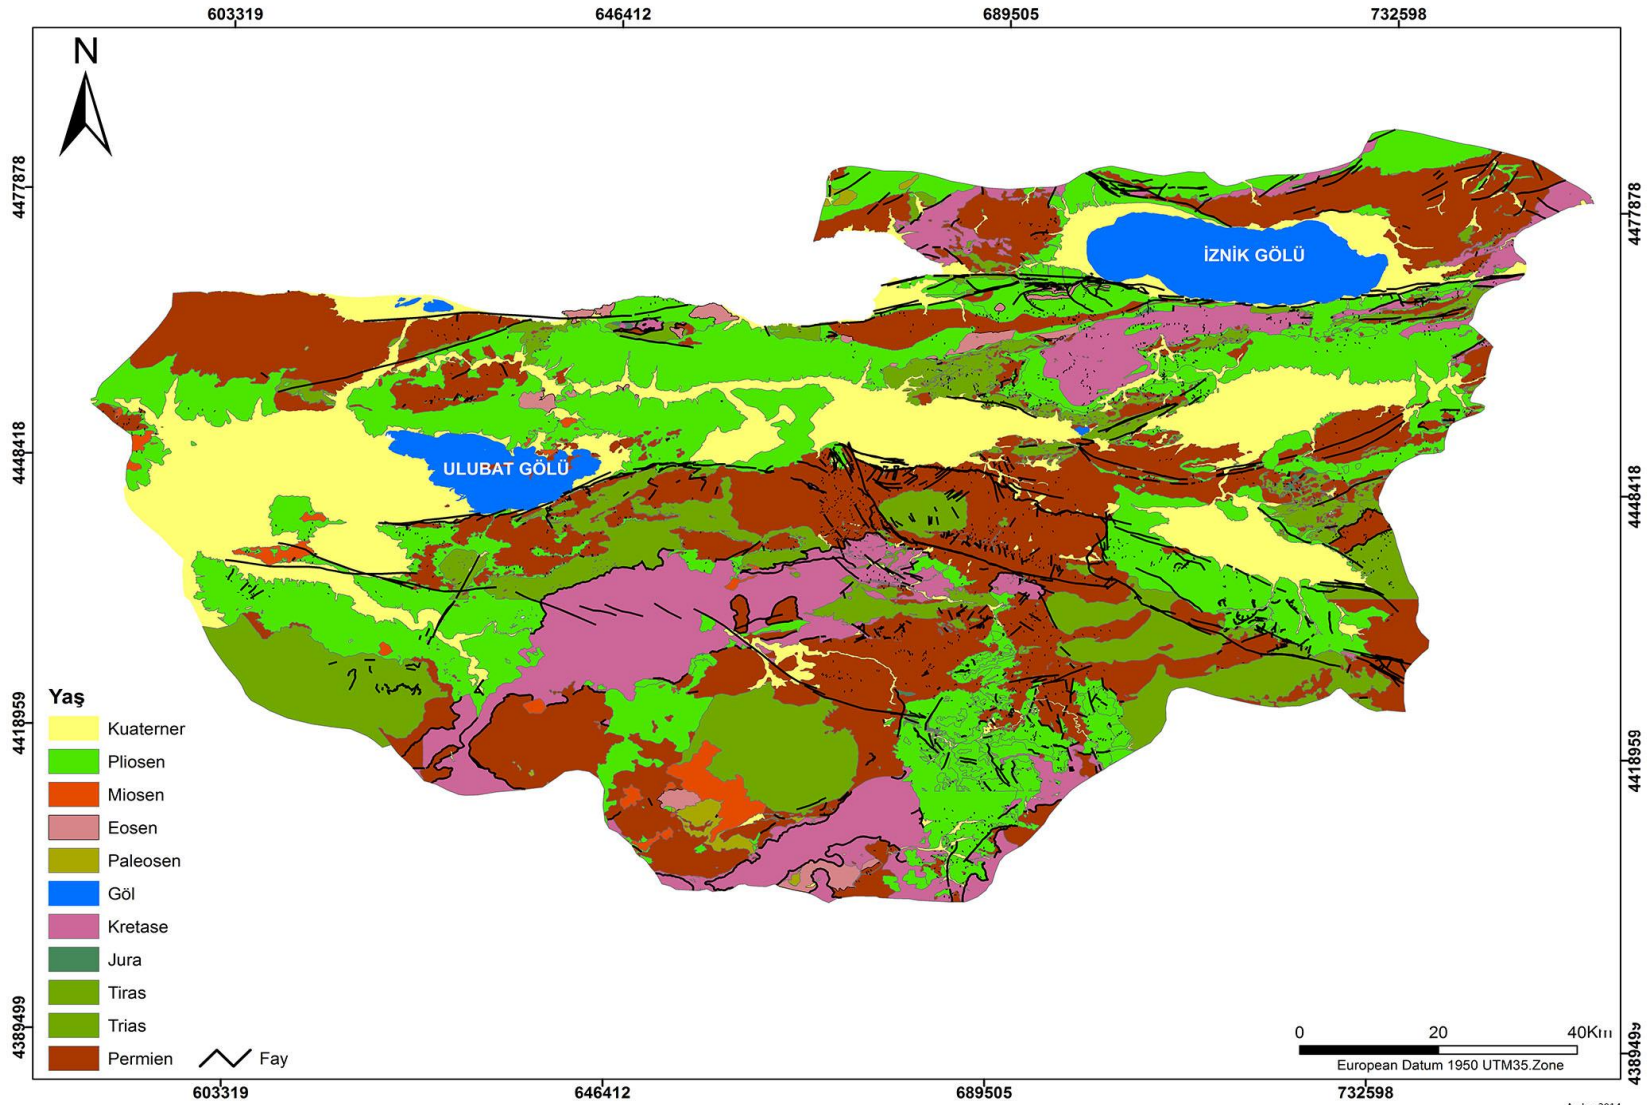 603319 646412 689505 732598
N
4477878
4477878
İZNİK GÖLÜ
4448418
ULUBAT GÖLÜ
4448418
Yaş
Kuaterner
4418959
Pliosen
4418959
Miosen
Eosen
Paleosen
Göl
Kretase
Jura
Tiras
4389499
Trias
0 20 40Km
4389499
Permien
Fay
European Datum 1950 UTM35.Zone
603319 646412 689505 732598